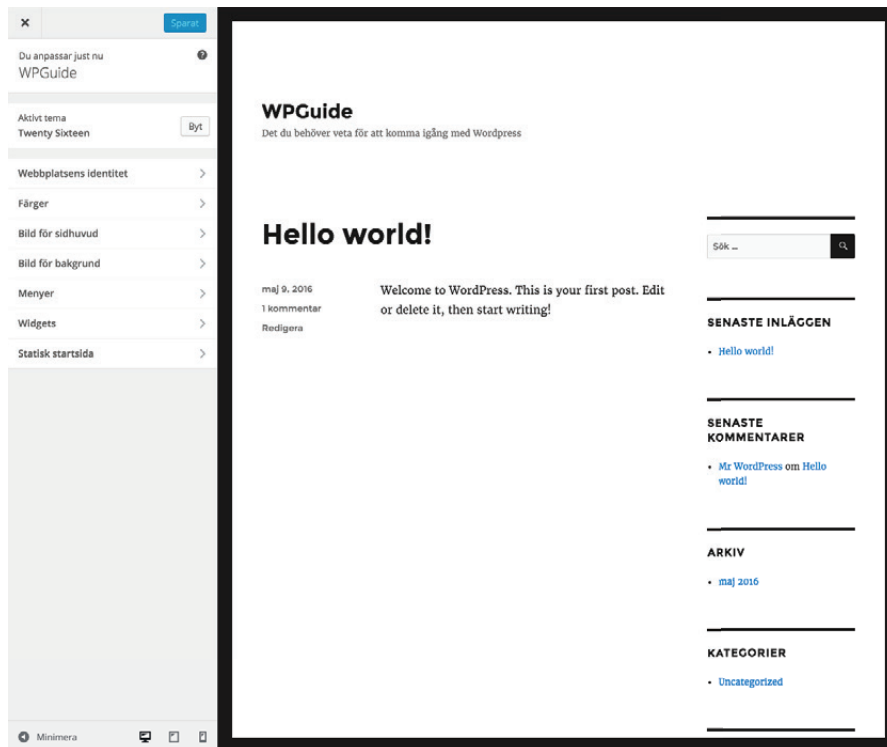 Sparat
Du anpassar just nu
WPGuide
Aktivt tema
Twenty Sixteen
Byt
Webbplatsens identitet
Färger
Bild för sidhuvud
Bild för bakgrund
Menyer
Widgets
Statisk startsida
Minimera
WPGuide
Det du behöver veta för att komma igång med Wordpress
Hello world!
maj 9, 2016
1 kommentar
Redigera
Welcome to WordPress. This is your first post. Edit
or delete it, then start writing!
Sök …
SENASTE INLÄGGEN
Hello world!
SENASTE
KOMMENTARER
Mr WordPress om Hello
world!
ARKIV
maj 2016
KATEGORIER
Uncategorized